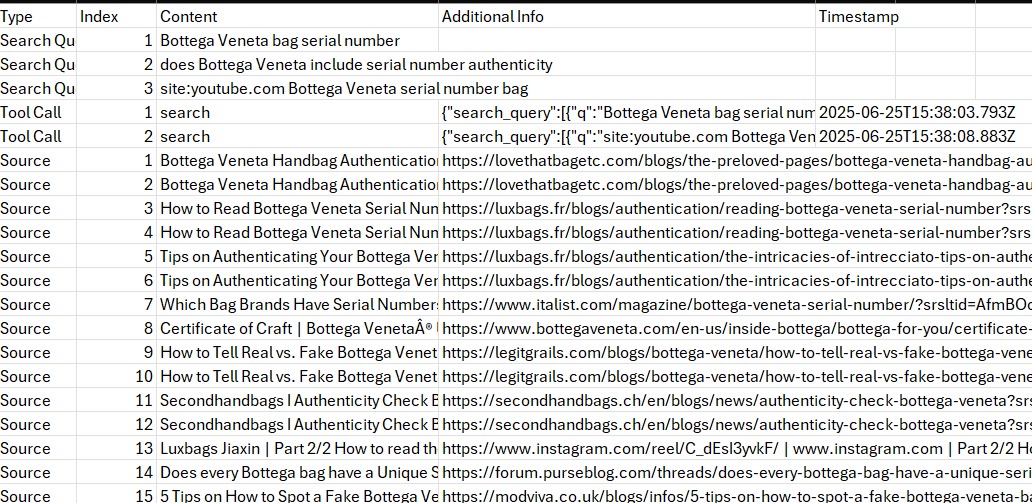 Type Index Content Additional Info Timestamp
Search Qu 1 Bottega Veneta bag serial number
Search Qu 2 does Bottega Veneta include serial number authenticity
Search Qu 3 site:youtube.com Bottega Veneta serial number bag
Tool Call 1 search {"search_query":[{"q":"Bottega Veneta bag serial num 2025-06-25T15:38:03.793Z
Tool Call 2 search {"search_query":[{"q":"site:youtube.com Bottega Ven 2025-06-25T15:38:08.883Z
Source 1 Bottega Veneta Handbag Authentication https://lovethatbagetc.com/blogs/the-preloved-pages/bottega-veneta-handbag-au
Source 2 Bottega Veneta Handbag Authentication https://lovethatbagetc.com/blogs/the-preloved-pages/bottega-veneta-handbag-au
Source 3 How to Read Bottega Veneta Serial Num https://luxbags.fr/blogs/authentication/reading-bottega-veneta-serial-number?srs
Source 4 How to Read Bottega Veneta Serial Num https://luxbags.fr/blogs/authentication/reading-bottega-veneta-serial-number?srs
Source 5 Tips on Authenticating Your Bottega Ven https://luxbags.fr/blogs/authentication/the-intricacies-of-intrecciato-tips-on-authe
Source 6 Tips on Authenticating Your Bottega Ven https://luxbags.fr/blogs/authentication/the-intricacies-of-intrecciato-tips-on-authe
Source 7 Which Bag Brands Have Serial Numbers https://www.italist.com/magazine/bottega-veneta-serial-number/?srsltid=AfmBOo
Source 8 Certificate of Craft | Bottega VenetaÂ® https://www.bottegaveneta.com/en-us/inside-bottega/bottega-for-you/certificate-
Source 9 How to Tell Real vs. Fake Bottega Venet https://legitgrails.com/blogs/bottega-veneta/how-to-tell-real-vs-fake-bottega-vene
Source 10 How to Tell Real vs. Fake Bottega Venet https://legitgrails.com/blogs/bottega-veneta/how-to-tell-real-vs-fake-bottega-vene
Source 11 Secondhandbags I Authenticity Check B https://secondhandbags.ch/en/blogs/news/authenticity-check-bottega-veneta?srs
Source 12 Secondhandbags I Authenticity Check B https://secondhandbags.ch/en/blogs/news/authenticity-check-bottega-veneta?srs
Source 13 Luxbags Jiaxin | Part 2/2 How to read th https://www.instagram.com/reel/C_dEsl3yvkF/ | www.instagram.com | Part 2/2 Ho
Source 14 Does every Bottega bag have a Unique S https://forum.purseblog.com/threads/does-every-bottega-bag-have-a-unique-seri
Source 15 5 Tips on How to Spot a Fake Bottega Ve https://modviva.co.uk/blogs/infos/5-tips-on-how-to-spot-a-fake-bottega-veneta-ba